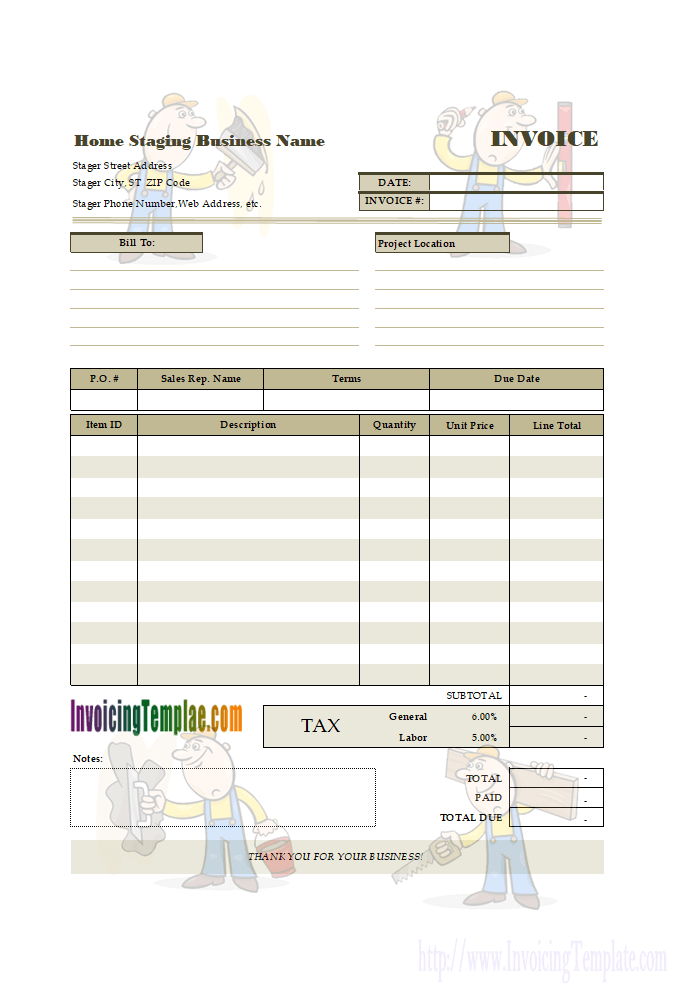 Home Staging Business Name
INVOICE
Stager Street Address
Stager City, ST ZIP Code
DATE:
Stager Phone Number,Web Address, etc.
INVOICE #:
Bill To:
Project Location
P.O. # Sales Rep. Name Terms Due Date
Item ID Description Quantity Unit Price Line Total
SUBTOTAL -
InvoicingTemplae.com
TAX
General 6.00% -
Labor 5.00% -
Notes:
TOTAL -
PAID -
TOTAL DUE -
THANK YOU FOR YOUR BUSINESS!
http://www.InvoicingTemplate.com